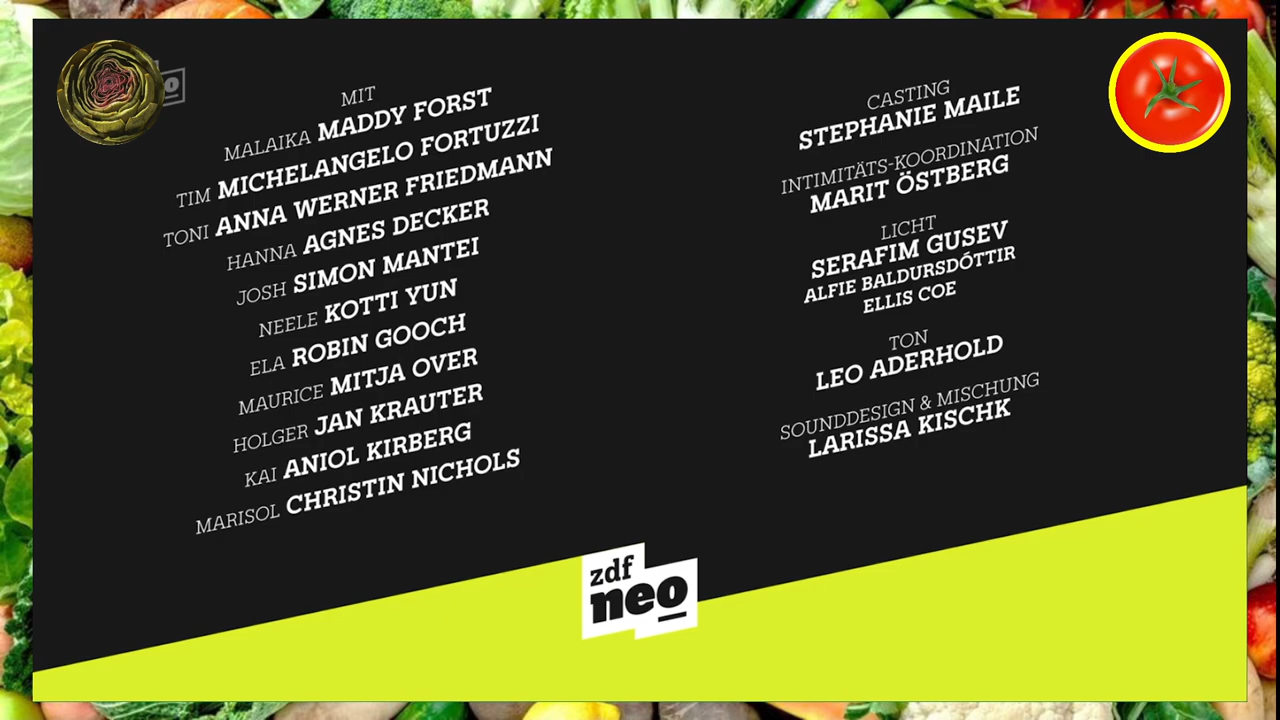 MIT
MALAIKA MADDY FORST
TIM MICHELANGELO FORTUZZI
TONI ANNA WERNER FRIEDMANN
HANNA AGNES DECKER
JOSH SIMON MANTEI
NEELE KOTTI YUN
ELA ROBIN GOOCH
MAURICE MITJA OVER
HOLGER JAN KRAUTER
KAI ANIOL KIRBERG
MARISOL CHRISTIN NICHOLS
CASTING
STEPHANIE MAILE
INTIMITÄTS-KOORDINATION
MARIT ÖSTBERG
LICHT
SERAFIM GUSEV
ALFIE BALDURSDÓTTIR
ELLIS COE
TON
LEO ADERHOLD
SOUNDDESIGN & MISCHUNG
LARISSA KISCHK
zdf
neo